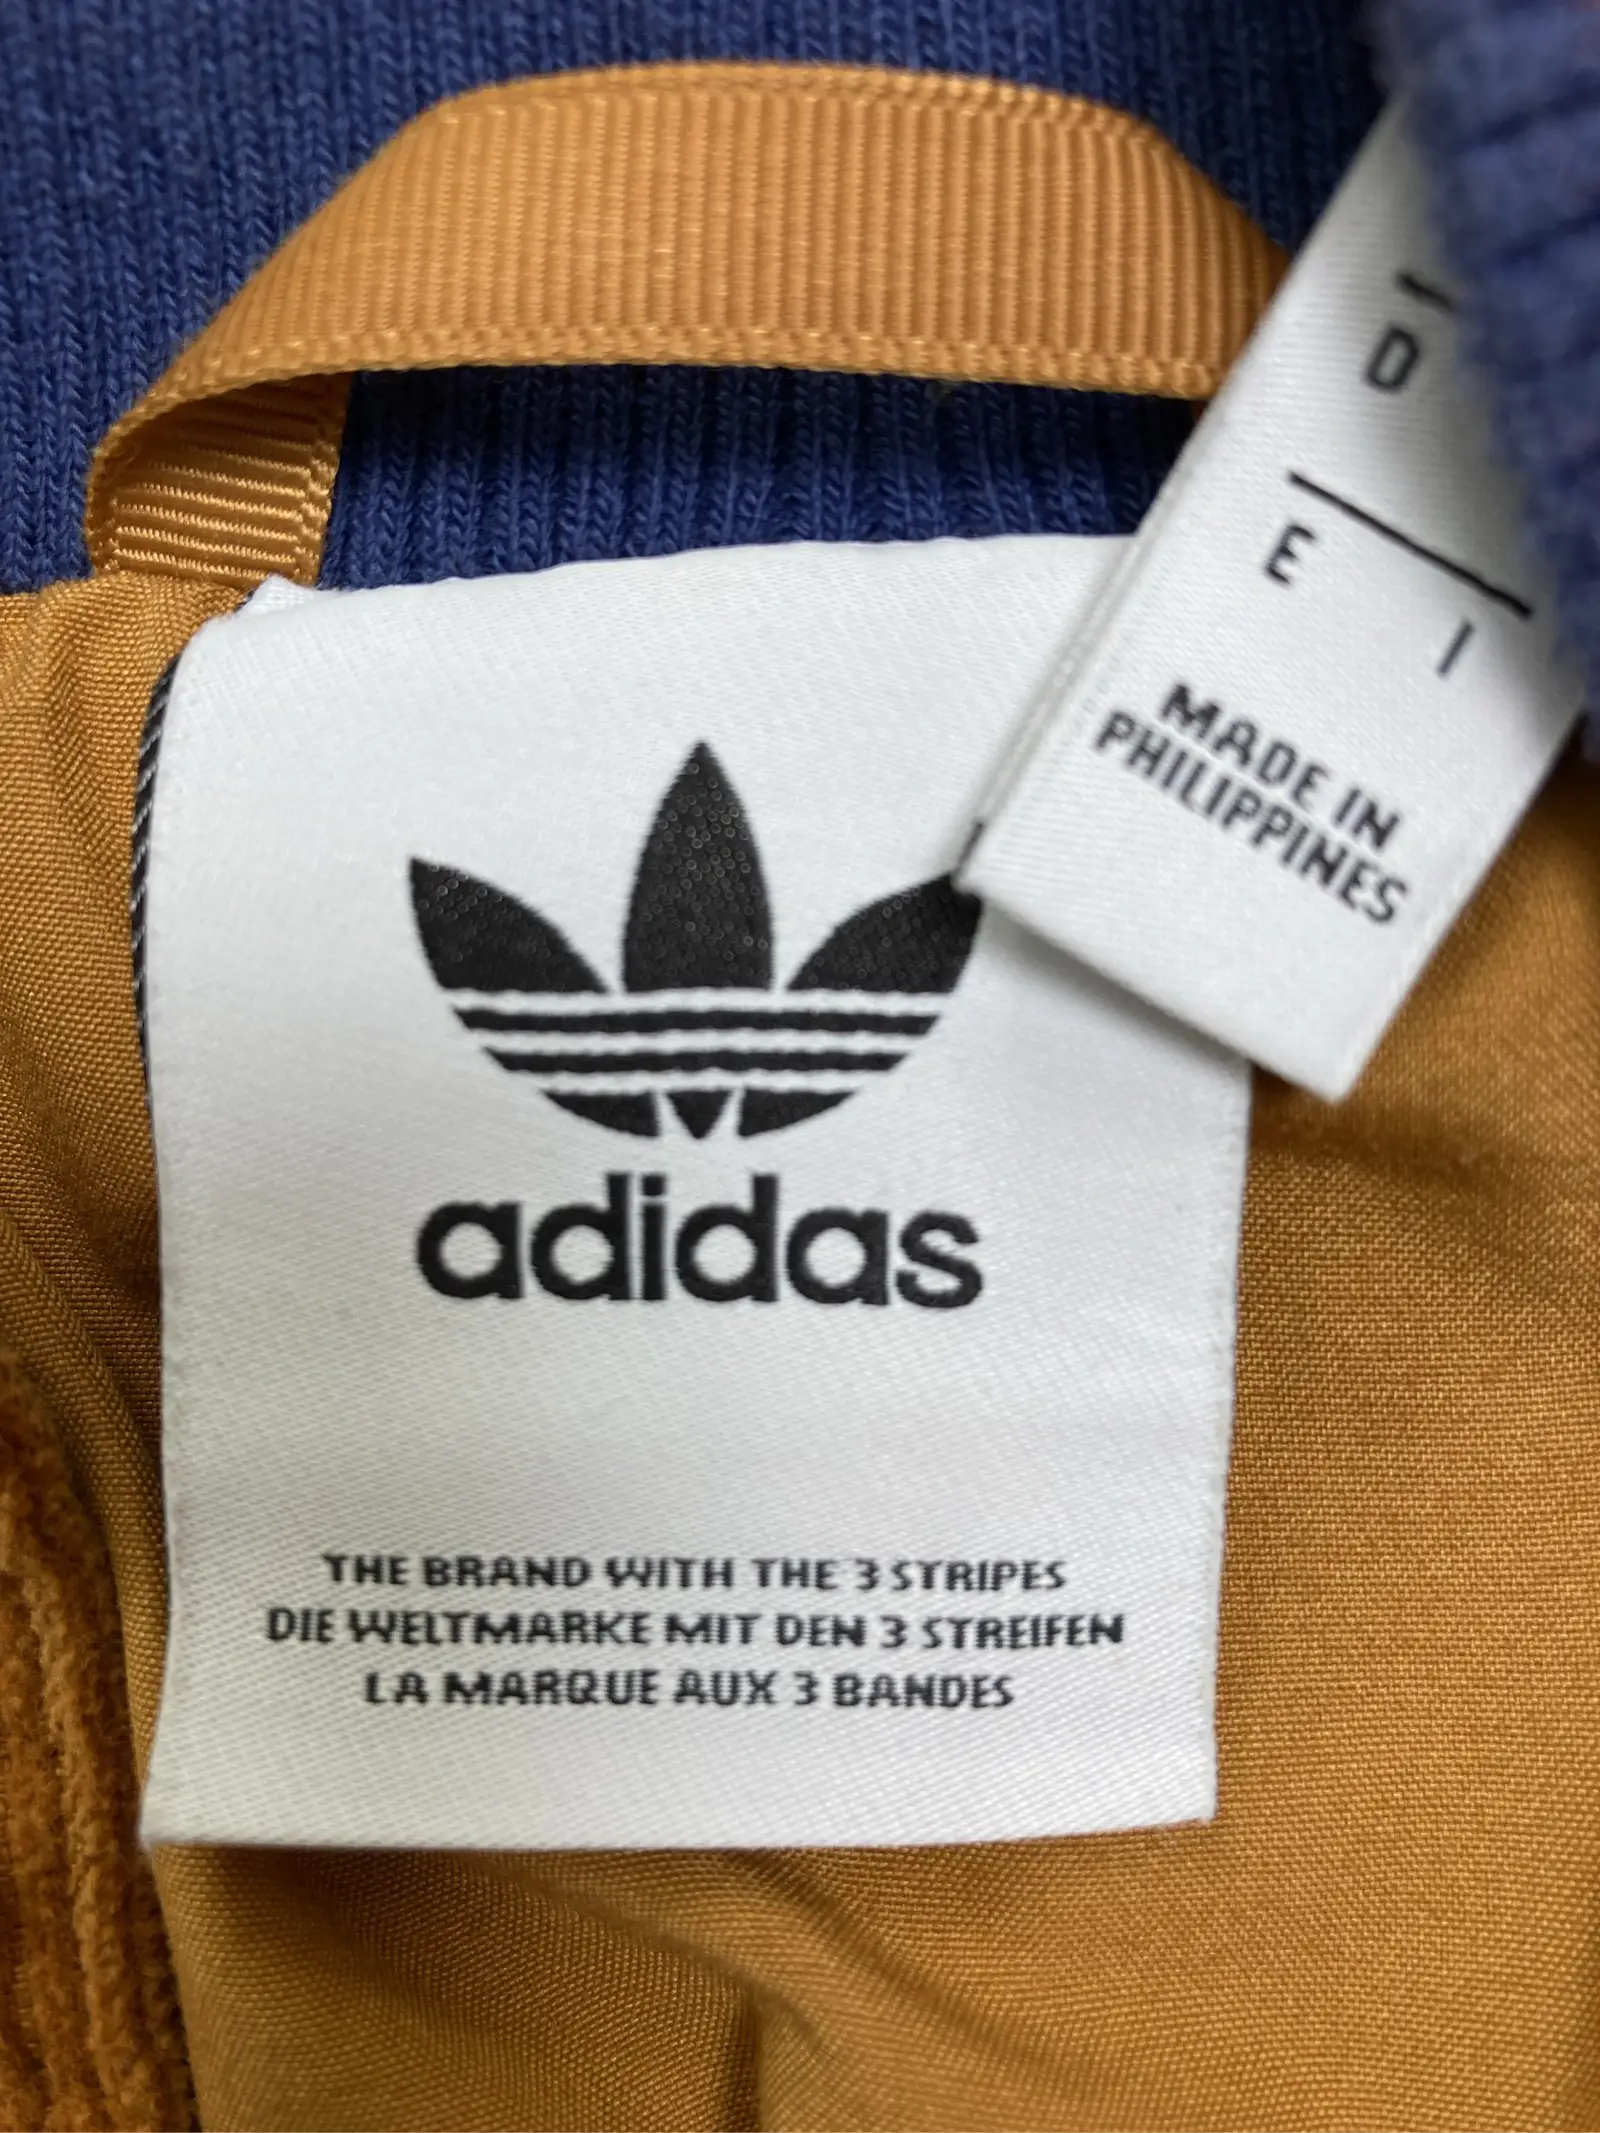 D
E
I
MADE IN
PHILIPPINES
adidas
THE BRAND WITH THE 3 STRIPES
DIE WELTMARKE MIT DEN 3 STREIFEN
LA MARQUE AUX 3 BANDES